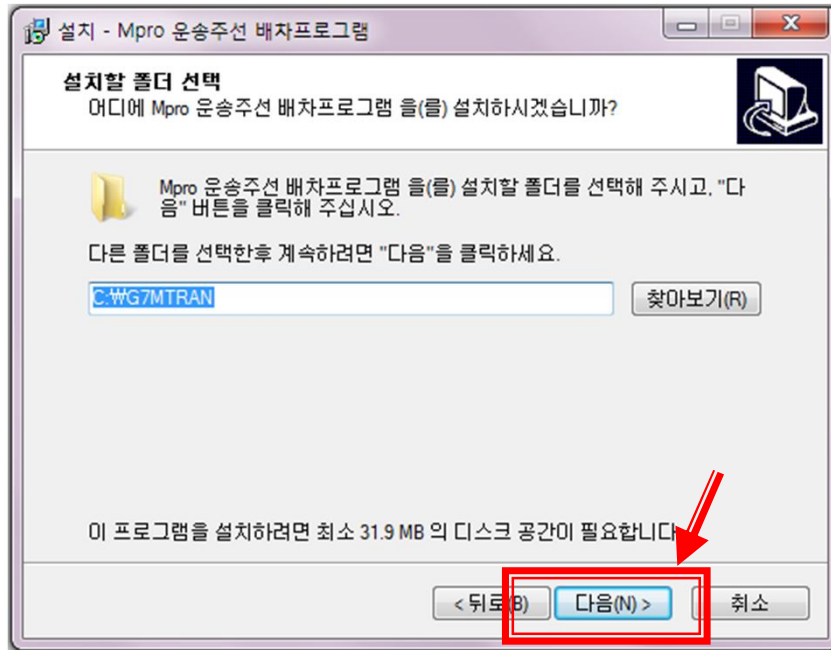 설치 - Mpro 운송주선 배차프로그램
설치할 폴더 선택
어디에 Mpro 운송주선 배차프로그램 을(를) 설치하시겠습니까?
Mpro 운송주선 배차프로그램 을(를) 설치할 폴더를 선택해 주시고, "다
음" 버튼을 클릭해 주십시오.
다른 폴더를 선택한후 계속하려면 "다음"을 클릭하세요.
C:₩G7MTRAN
찾아보기(R)
이 프로그램을 설치하려면 최소 31.9 MB 의 디스크 공간이 필요합니다
< 뒤로(B)
다음(N) >
취소